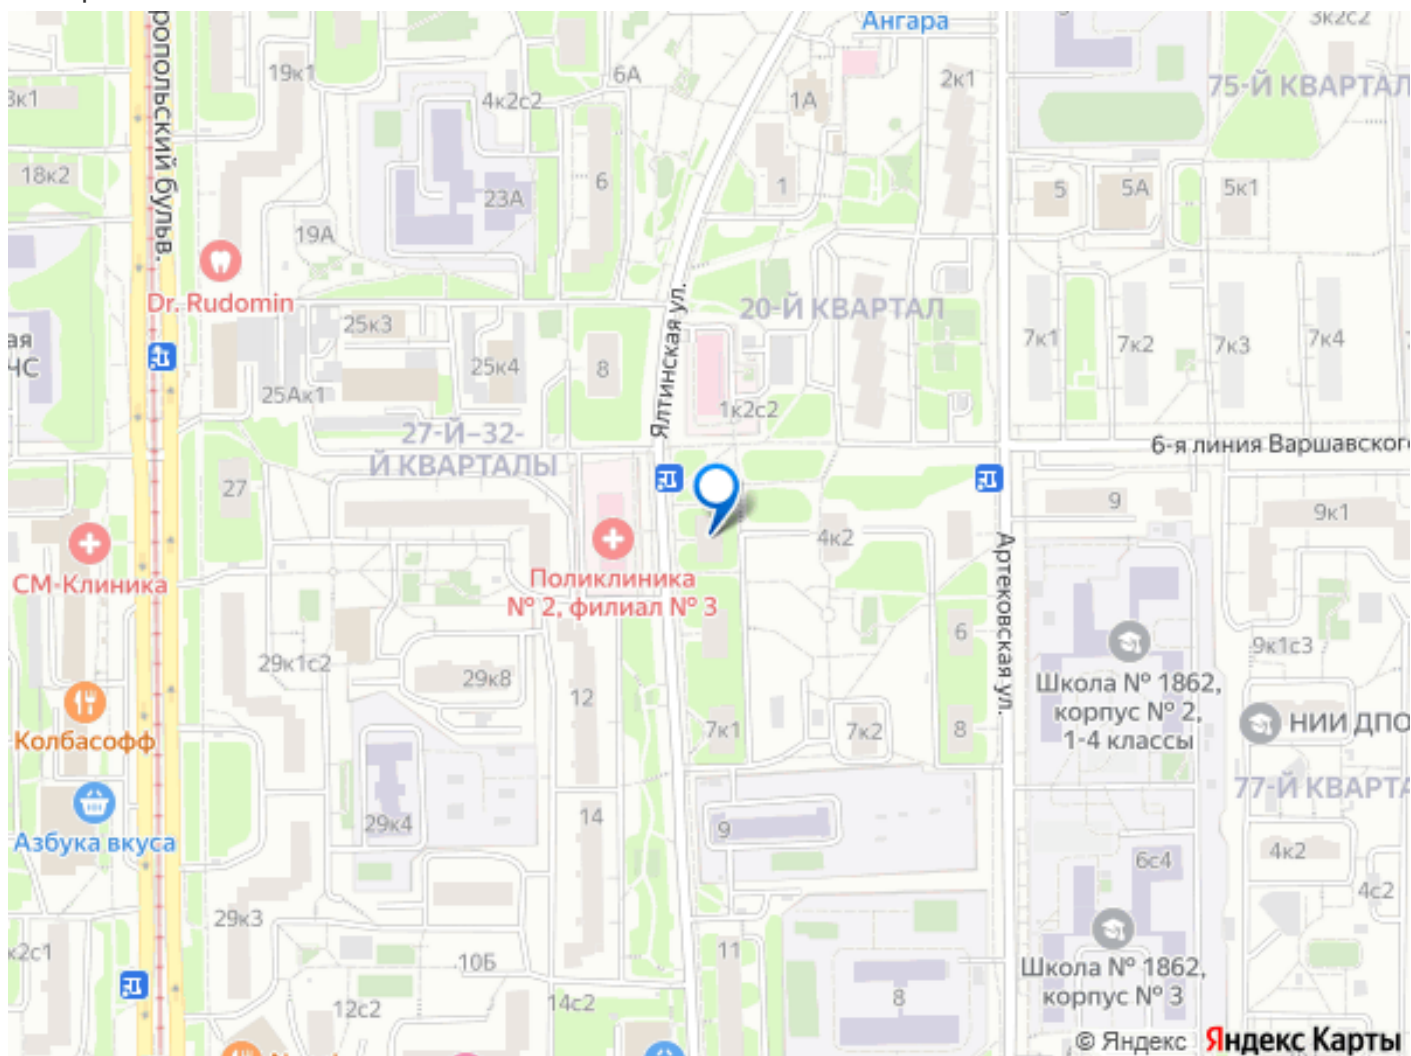 Ангара
3к2с2
ропольский бульв.
19к1
6А
2к1
75-Й КВАРТАЛ
3к1
4к2с2
1А
18к2
6
1
5
5А
5к1
23А
19А
Dr. Rudomin
20-Й КВАРТАЛ
Ялтинская ул.
25к3
7к1
7к2
7к3
7к4
ая
ЧС
25к4
8
25Ак1
1к2с2
27-Й–32-
Й КВАРТАЛЫ
6-я линия Варшавского
27
9
9к1
4к2
СМ-Клиника
Поликлиника
№ 2, филиал № 3
Артековская ул.
6
29к1с2
29к8
12
9к1с3
Школа № 1862,
корпус № 2,
1-4 классы
Колбасофф
7к1
7к2
8
НИИ ДПО
77-Й КВАРТА
Азбука вкуса
29к4
14
9
4к2
6с4
4с2
29к3
к2с1
10Б
11
Школа № 1862,
корпус № 3
12с2
14с2
8
© Яндекс Яндекс Карты